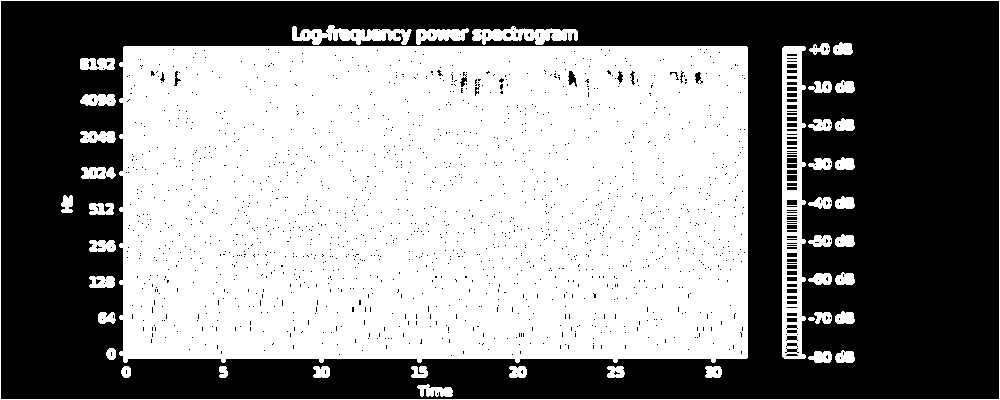 Log-frequency power spectrogram
Hz
8192
4096
2048
1024
512
256
128
64
0
0 5 10 15 20 25 30
Time
+0 dB
-10 dB
-20 dB
-30 dB
-40 dB
-50 dB
-60 dB
-70 dB
-80 dB